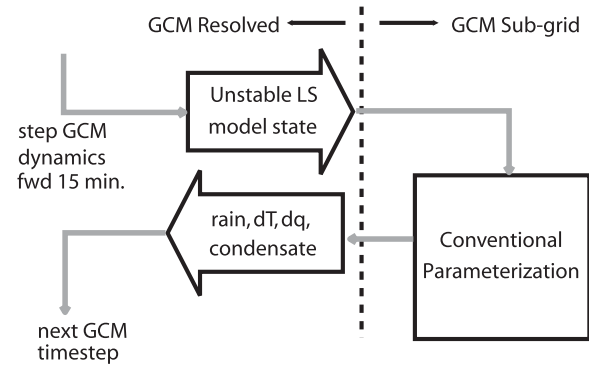 GCM Resolved
GCM Sub-grid
Unstable LS
model state
step GCM
dynamics
fwd 15 min.
rain, dT, dq,
condensate
Conventional
Parameterization
next GCM
timestep